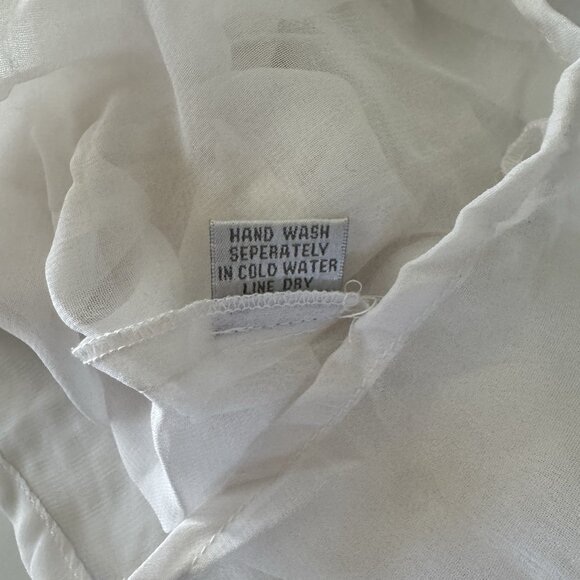 HAND WASH
SEPERATELY
IN COLD WATER
LINE DRY